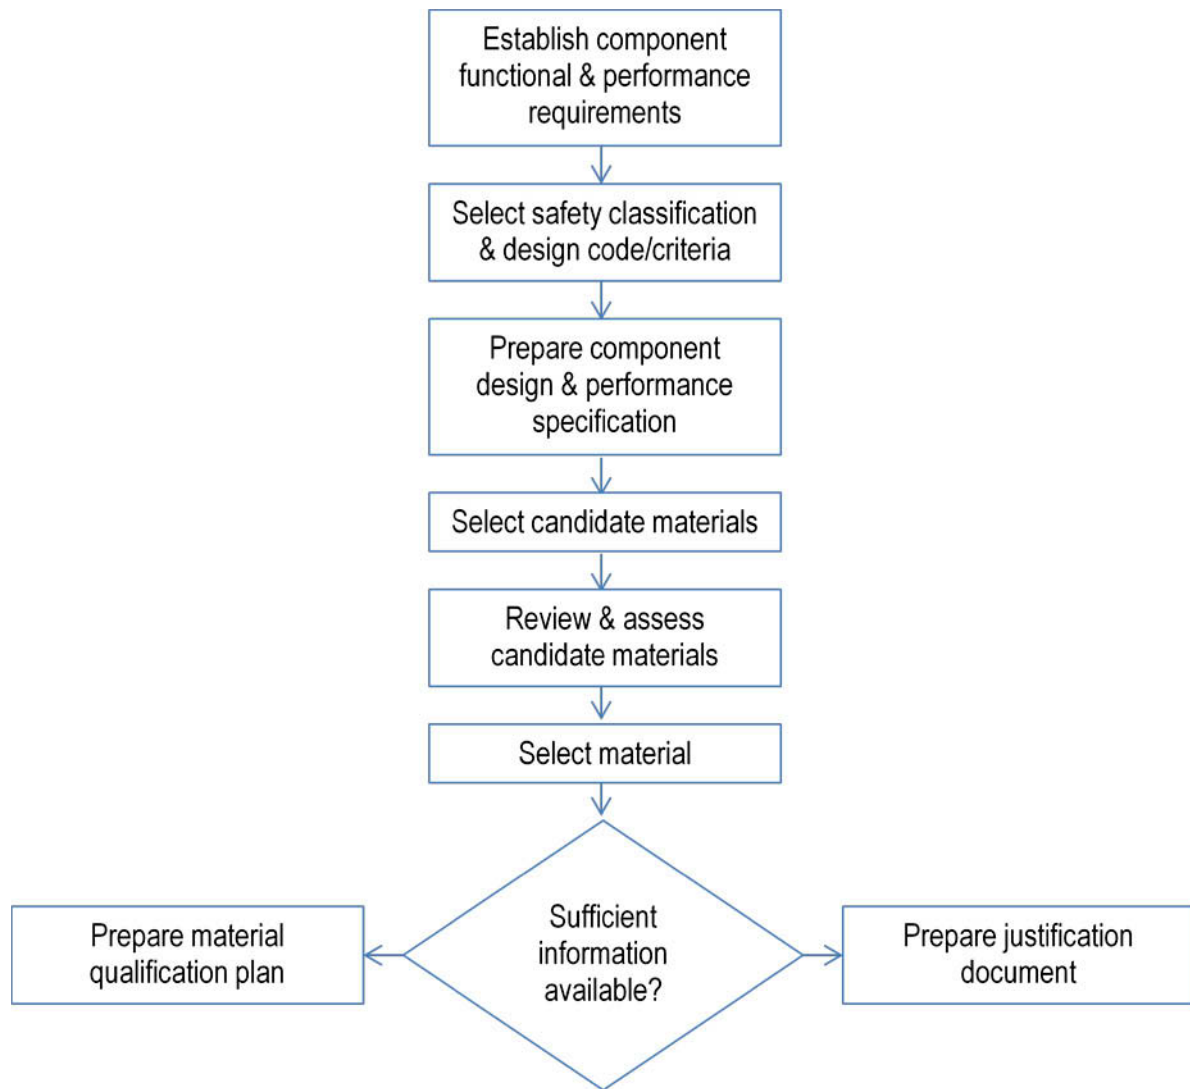 Establish component
functional & performance
requirements
Select safety classification
& design code/criteria
Prepare component
design & performance
specification
Select candidate materials
Review & assess
candidate materials
Select material
Sufficient
information
available?
Prepare material
qualification plan
Prepare justification
document